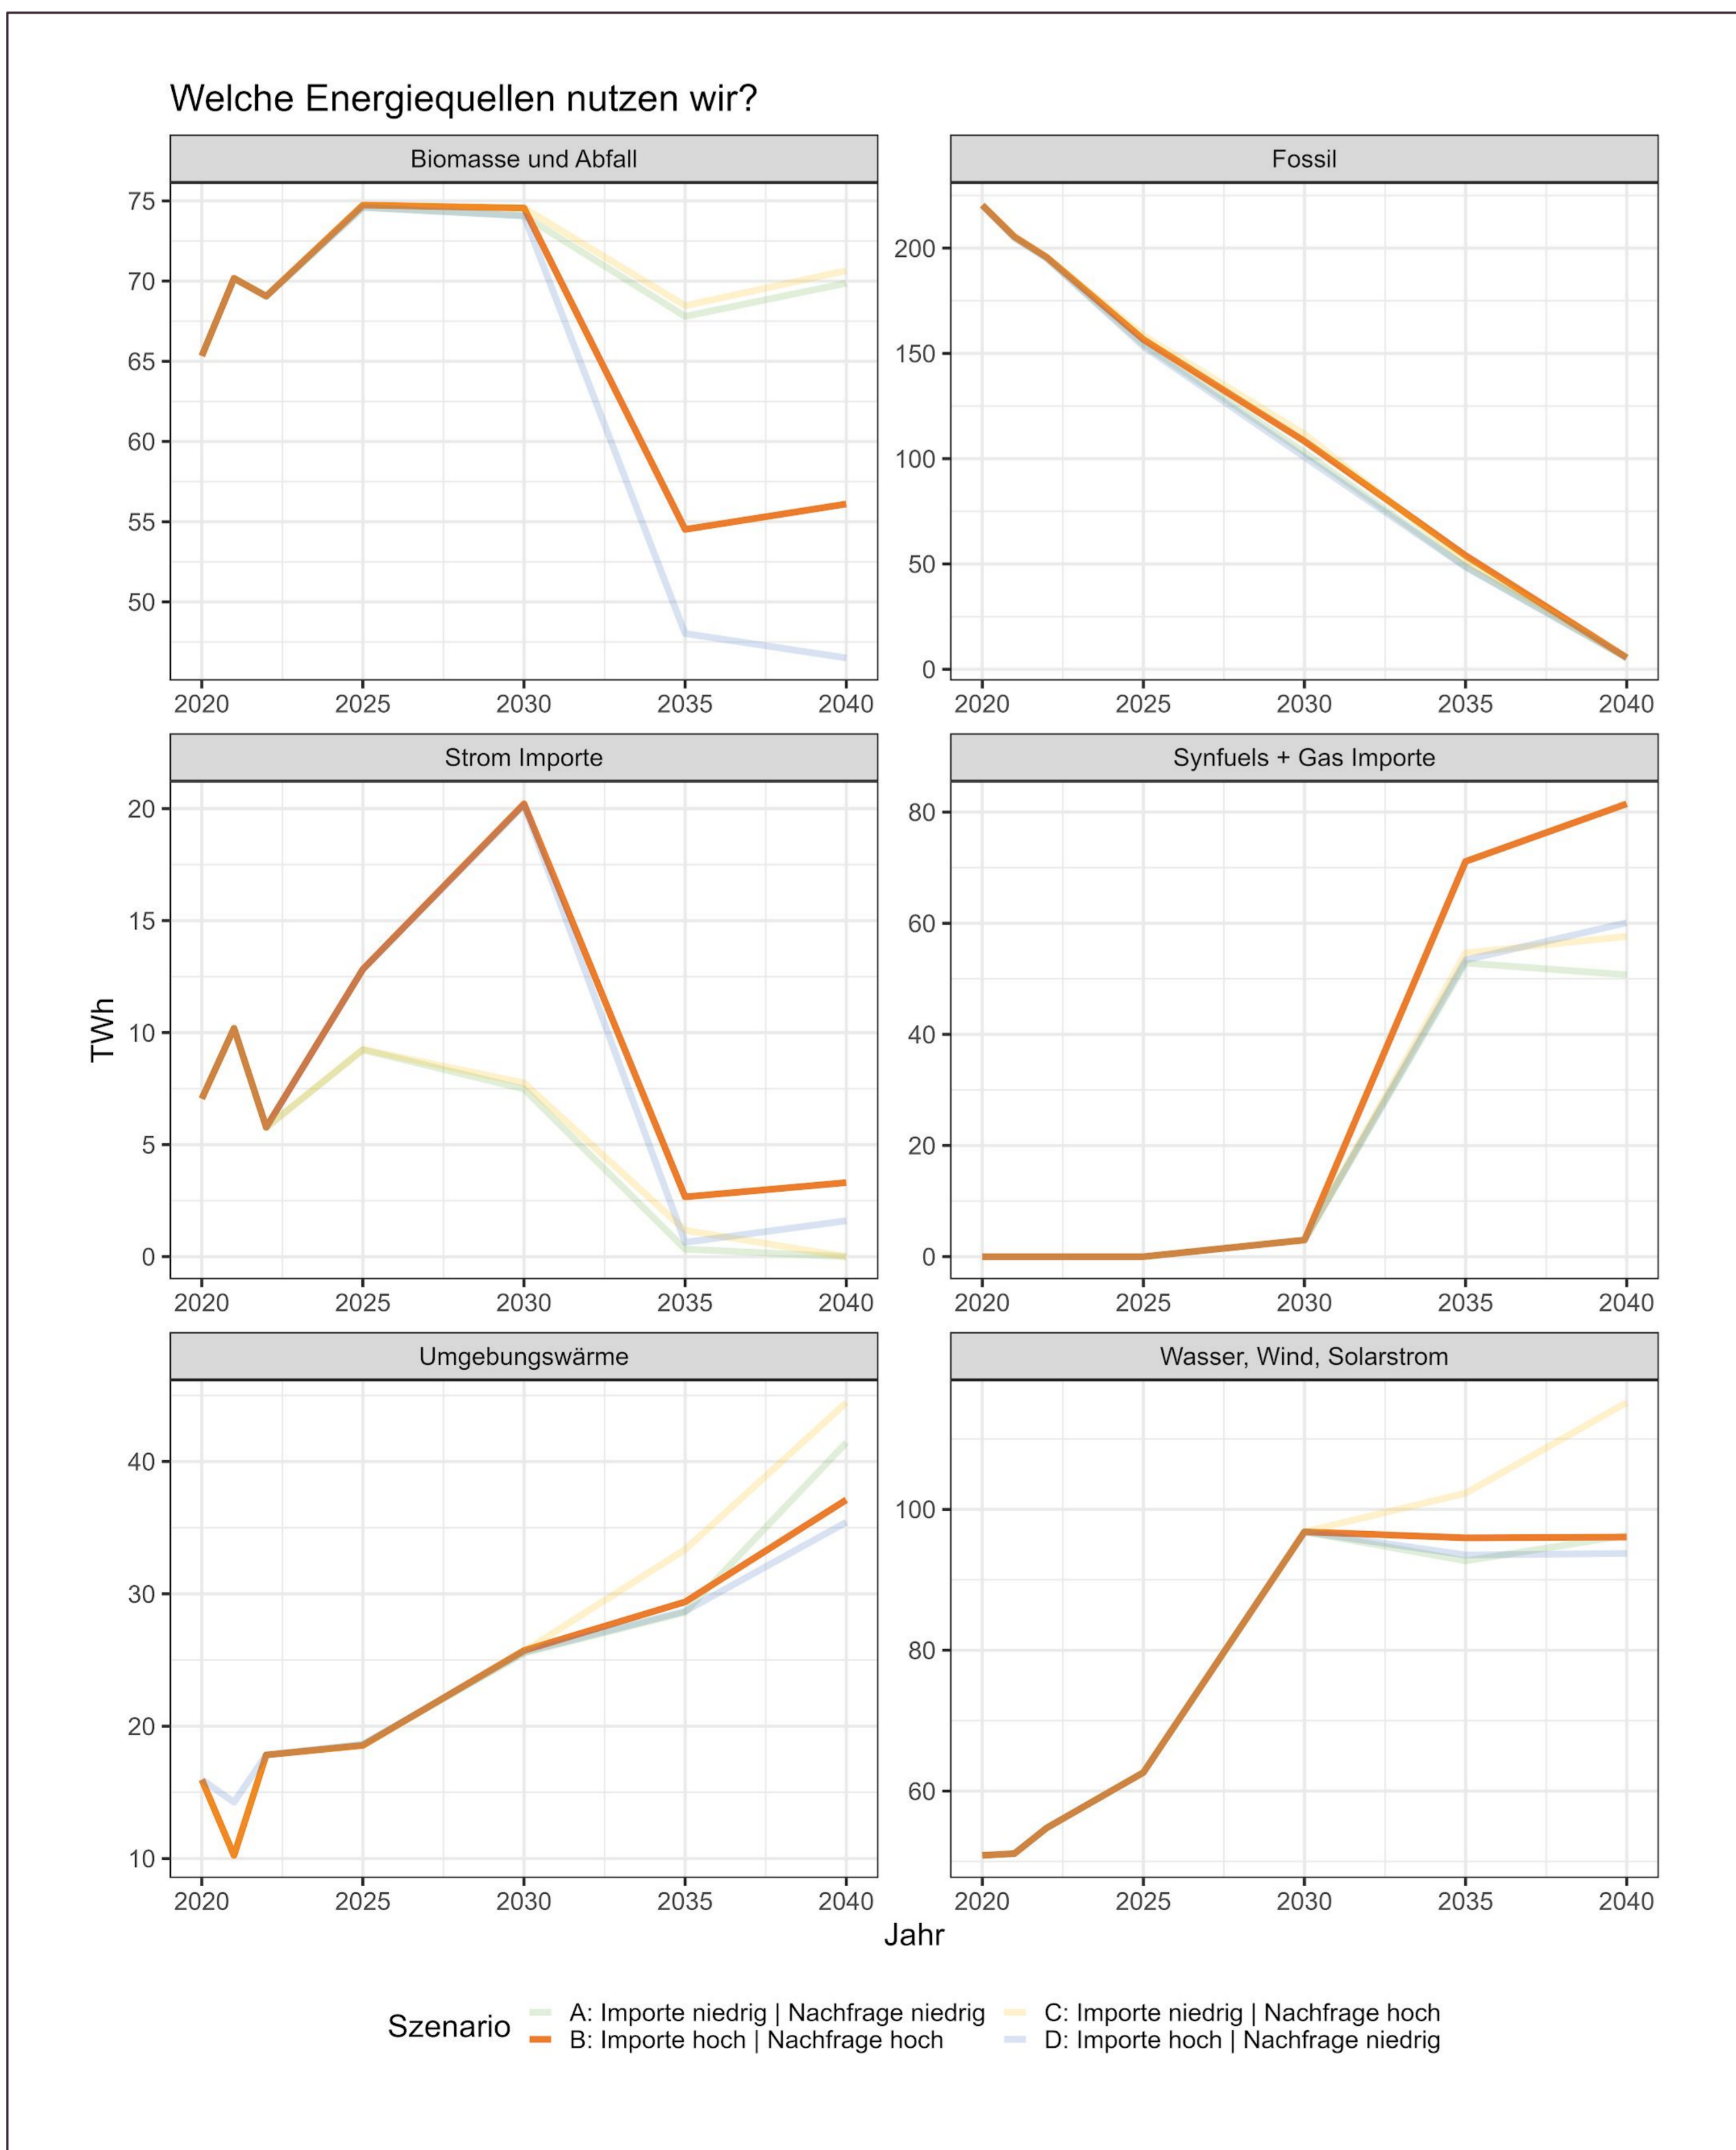 Welche Energiequellen nutzen wir?
Biomasse und Abfall
75
70
65
60
55
50
2020 2025 2030 2035 2040
Fossil
200
150
100
50
0
2020 2025 2030 2035 2040
TWh
Strom Importe
20
15
10
5
0
2020 2025 2030 2035 2040
Synfuels + Gas Importe
80
60
40
20
0
2020 2025 2030 2035 2040
Umgebungswärme
40
30
20
10
2020 2025 2030 2035 2040
Wasser, Wind, Solarstrom
100
80
60
2020 2025 2030 2035 2040
Jahr
Szenario
A: Importe niedrig | Nachfrage niedrig
B: Importe hoch | Nachfrage hoch
C: Importe niedrig | Nachfrage hoch
D: Importe hoch | Nachfrage niedrig